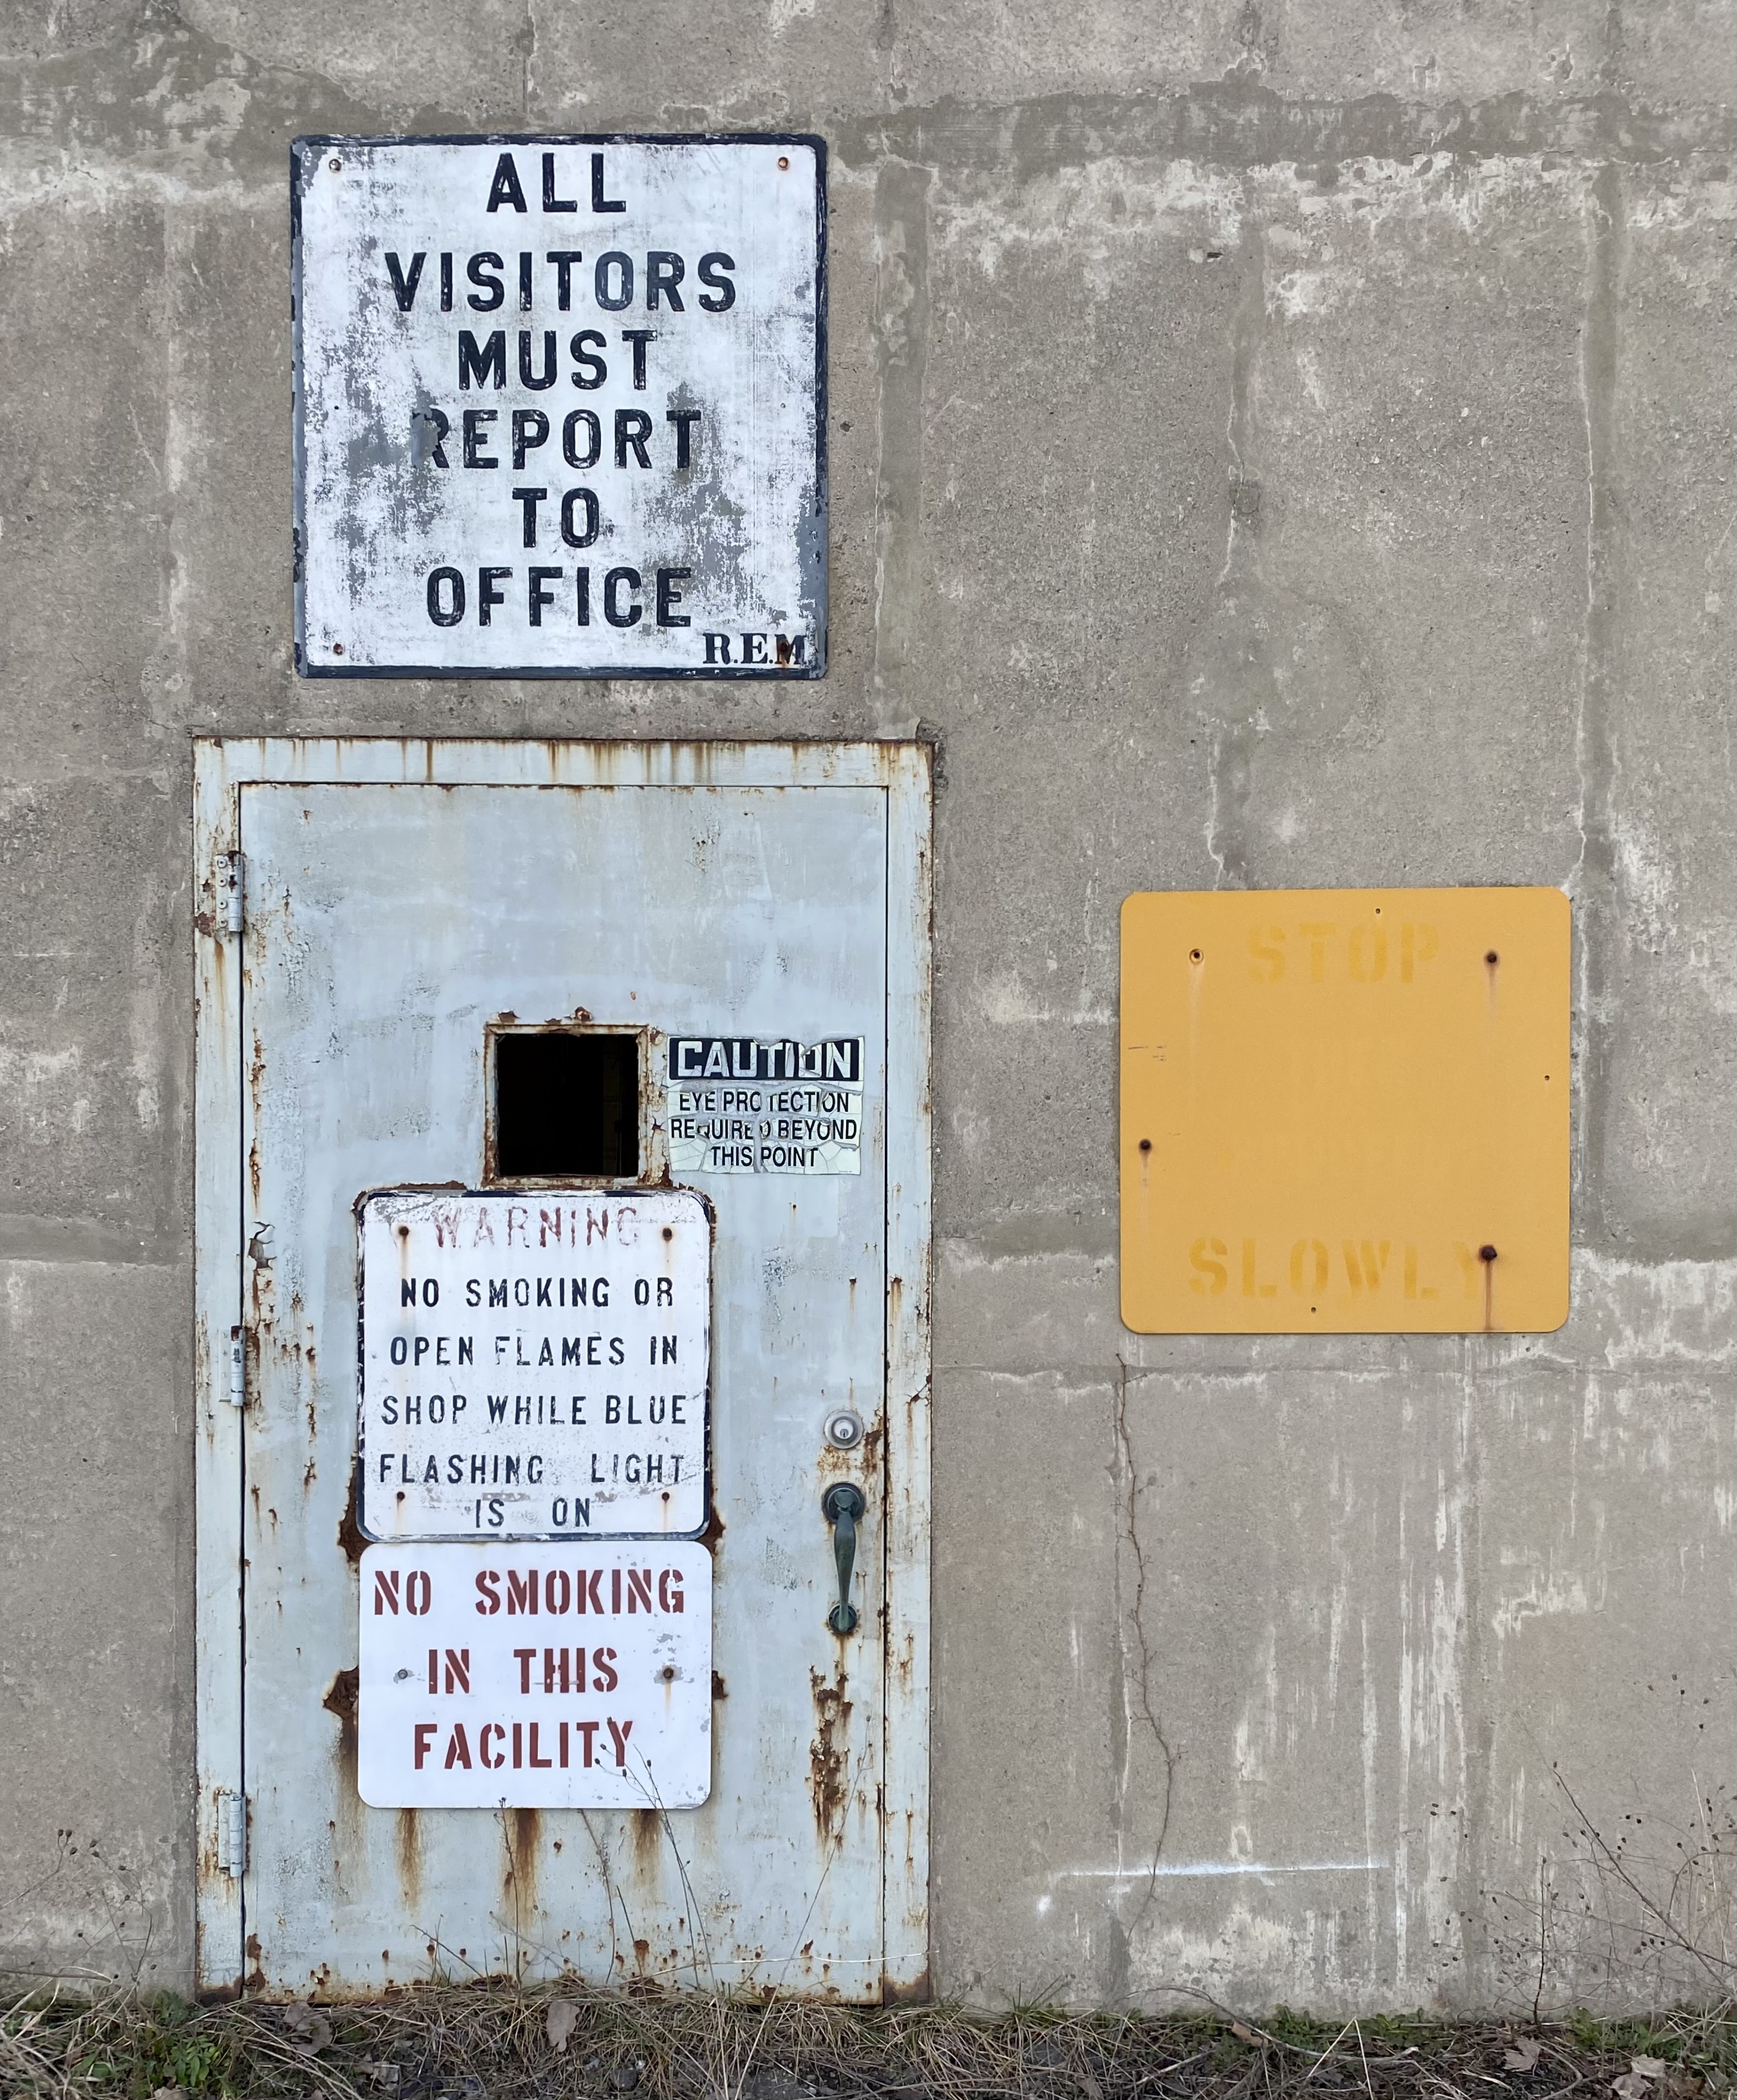 ALL
VISITORS
MUST
REPORT
TO
OFFICE
R.E.M
CAUTION
EYE PROTECTION
REQUIRED BEYOND
THIS POINT
WARNING
NO SMOKING OR
OPEN FLAMES IN
SHOP WHILE BLUE
FLASHING LIGHT
IS ON
NO SMOKING
IN THIS
FACILITY
STOP
SLOWLY